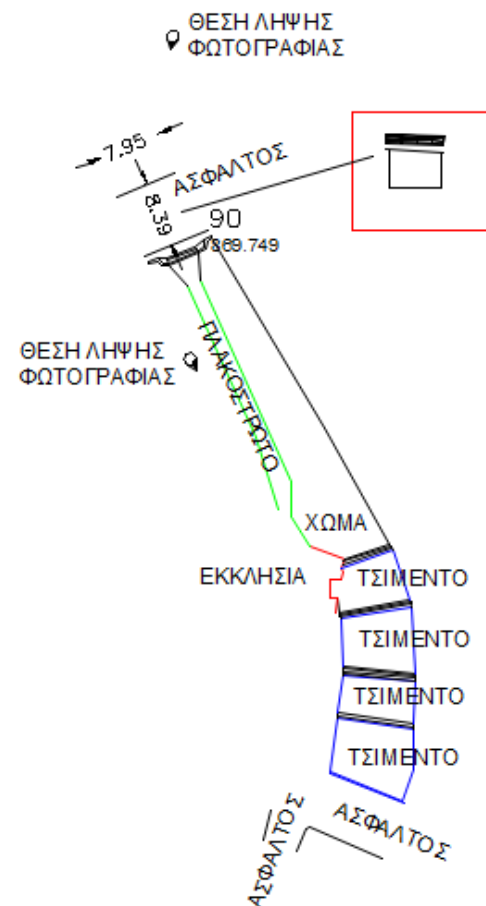 ΘΕΣΗ ΛΗΨΗΣ
ΦΩΤΟΓΡΑΦΙΑΣ
7.95
ΑΣΦΑΛΤΟΣ
8.39
90
869.749
ΘΕΣΗ ΛΗΨΗΣ
ΦΩΤΟΓΡΑΦΙΑΣ
ΠΛΑΚΟΣΤΡΩΤΟ
ΧΩΜΑ
ΕΚΚΛΗΣΙΑ
ΤΣΙΜΕΝΤΟ
ΤΣΙΜΕΝΤΟ
ΤΣΙΜΕΝΤΟ
ΤΣΙΜΕΝΤΟ
ΑΣΦΑΛΤΟΣ
ΑΣΦΑΛΤΟΣ